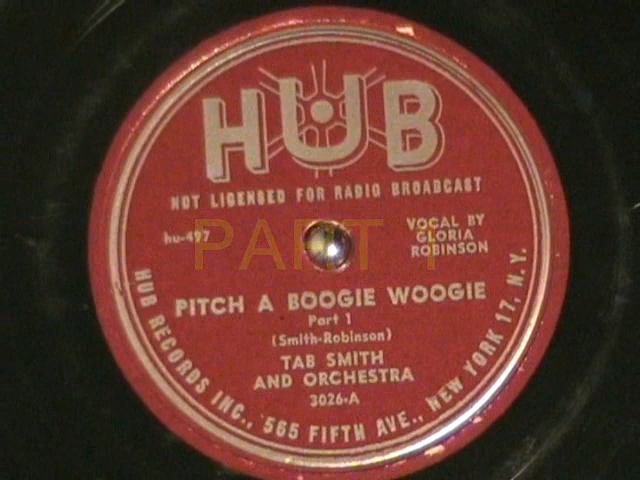 HUB
NOT LICENSED FOR RADIO BROADCAST
hu-497
VOCAL BY
GLORIA
ROBINSON
PART 1
PITCH A BOOGIE WOOGIE
Part 1
(Smith-Robinson)
TAB SMITH
AND ORCHESTRA
3026-A
HUB RECORDS INC., 565 FIFTH AVE., NEW YORK 17, N.Y.